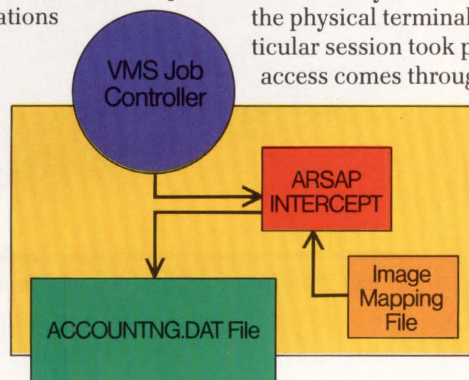 ations
the physical terminal
ticular session took p
access comes throug
VMS Job
Controller
ARSAP
INTERCEPT
Image
Mapping
File
ACCOUNTNG.DAT File